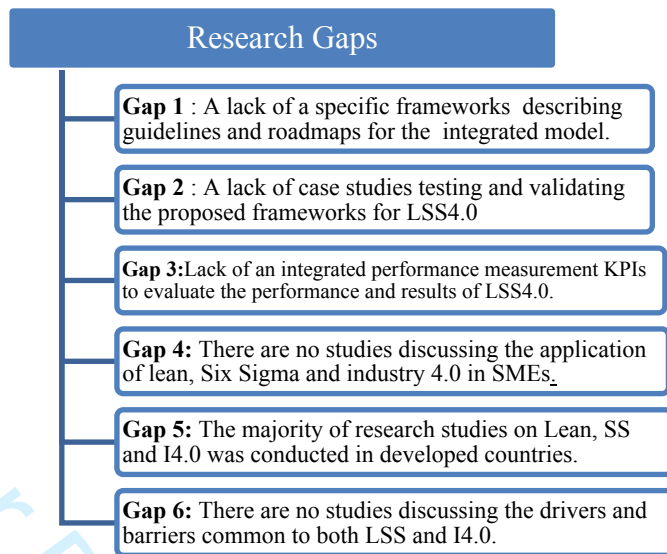 Research Gaps
Gap 1 : A lack of a specific frameworks describing
guidelines and roadmaps for the integrated model.
Gap 2 : A lack of case studies testing and validating
the proposed frameworks for LSS4.0
Gap 3:Lack of an integrated performance measurement KPIs
to evaluate the performance and results of LSS4.0.
Gap 4: There are no studies discussing the application
of lean, Six Sigma and industry 4.0 in SMEs.
Gap 5: The majority of research studies on Lean, SS
and I4.0 was conducted in developed countries.
Gap 6: There are no studies discussing the drivers and
barriers common to both LSS and I4.0.